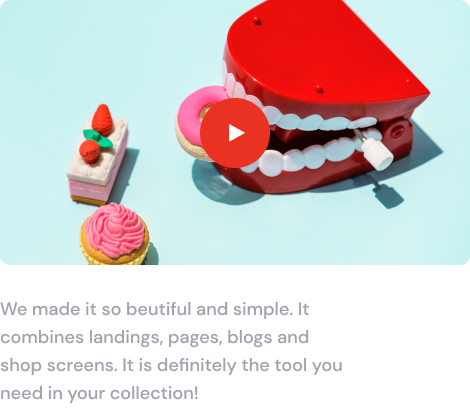 We made it so beutiful and simple. It
combines landings, pages, blogs and
shop screens. It is definitely the tool you
need in your collection!